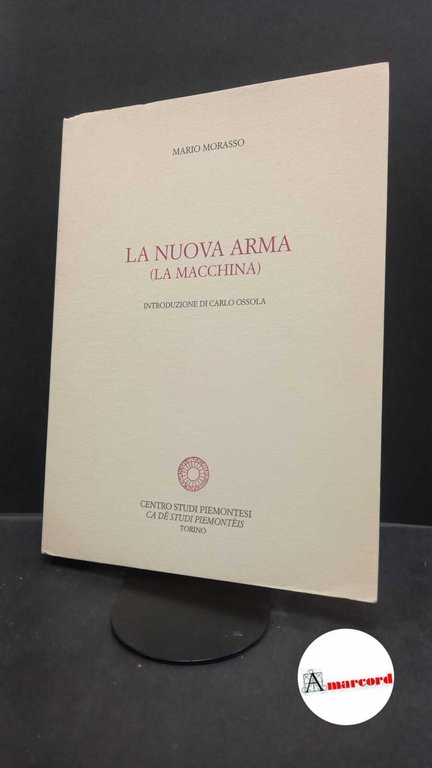 MARIO MORASSO
LA NUOVA ARMA
(LA MACCHINA)
INTRODUZIONE DI CARLO OSSOLA
CENTRO STUDI PIEMONTESI
CA DË STUDI PIEMONTÈIS
TORINO
Amarcord